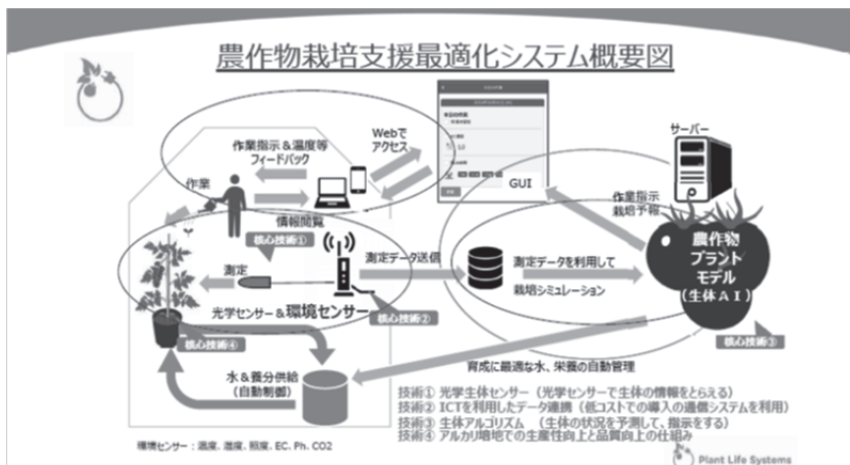 農作物栽培支援最適化システム概要図
Webで
アクセス
サーバー
作業指示＆温度等
フィードバック
作業
GUI
作業指示
栽培予報
情報閲覧
核心技術①
農作物
プラント
モデル
（生体AI）
測定データ送信
測定データを利用して
栽培シミュレーション
測定
光学センサー＆環境センサー
核心技術②
核心技術③
核心技術④
育成に最適な水、栄養の自動管理
水＆養分供給
（自動制御）
技術① 光学生体センサー（光学センサーで生体の情報をとらえる）
技術② ICTを利用したデータ連携（低コストでの導入の通信システムを利用）
技術③ 生体アルゴリズム （生体の状況を予測して、指示をする）
技術④ アルカリ培地での生産性向上と品質向上の仕組み
環境センサー：温度、湿度、照度、EC、Ph、CO2
Plant Life Systems